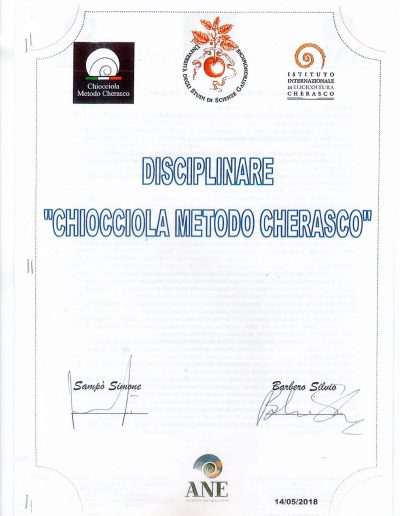 Chiocciola
Metodo Cherasco
UNIVERSITÀ DEGLI STUDI DI SCIENZE GASTRONOMICHE
ISTITUTO
INTERNAZIONALE
DI ELICICOLTURA
CHERASCO
DISCIPLINARE
"CHIOCCIOLA METODO CHERASCO"
Sampò Simone
Barbero Silvio
ANE
14/05/2018